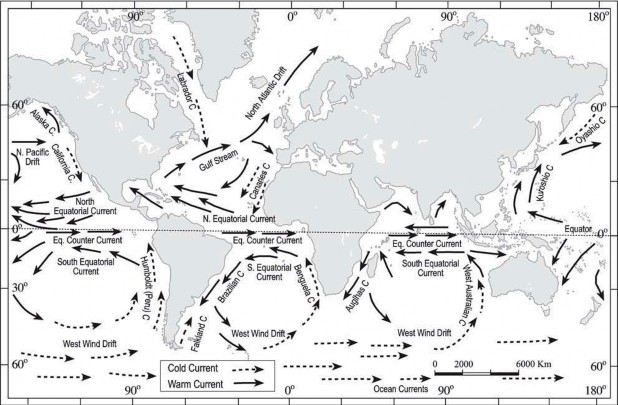 90° 0° 90° 180°
60°
60°
0°
0°
30°
30°
60°
60°
90° 0° 90° 180°
Labrador C
North Atlantic Drift
Alaska C.
California C.
N. Pacific
Drift
Gulf Stream
Canaries C
Oyashio C
Kuroshio C
North
Equatorial Current
N. Equatorial Current
Equator
Eq. Counter Current
Eq. Counter Current
Eq. Counter Current
South Equatorial
Current
S. Equatorial
Current
South Equatorial
Current
Humboldt (Peru) C
Brazilian C
Benguela C
Auglhas C
West Australian C
Falkland C
West Wind Drift
West Wind Drift
West Wind Drift
Cold Current
Warm Current
0 2000 6000 Km
Ocean Currents